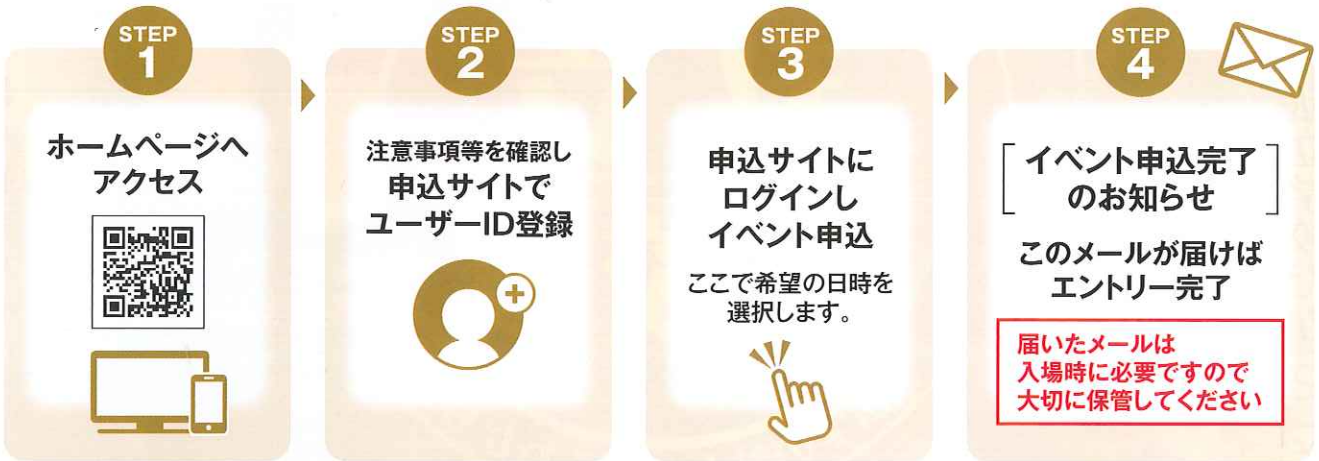 STEP
1
ホームページへ
アクセス
STEP
2
注意事項等を確認し
申込サイトで
ユーザーID登録
STEP
3
申込サイトに
ログインし
イベント申込
ここで希望の日時を
選択します。
STEP
4
[イベント申込完了
のお知らせ]
このメールが届けば
エントリー完了
届いたメールは
入場時に必要ですので
大切に保管してください